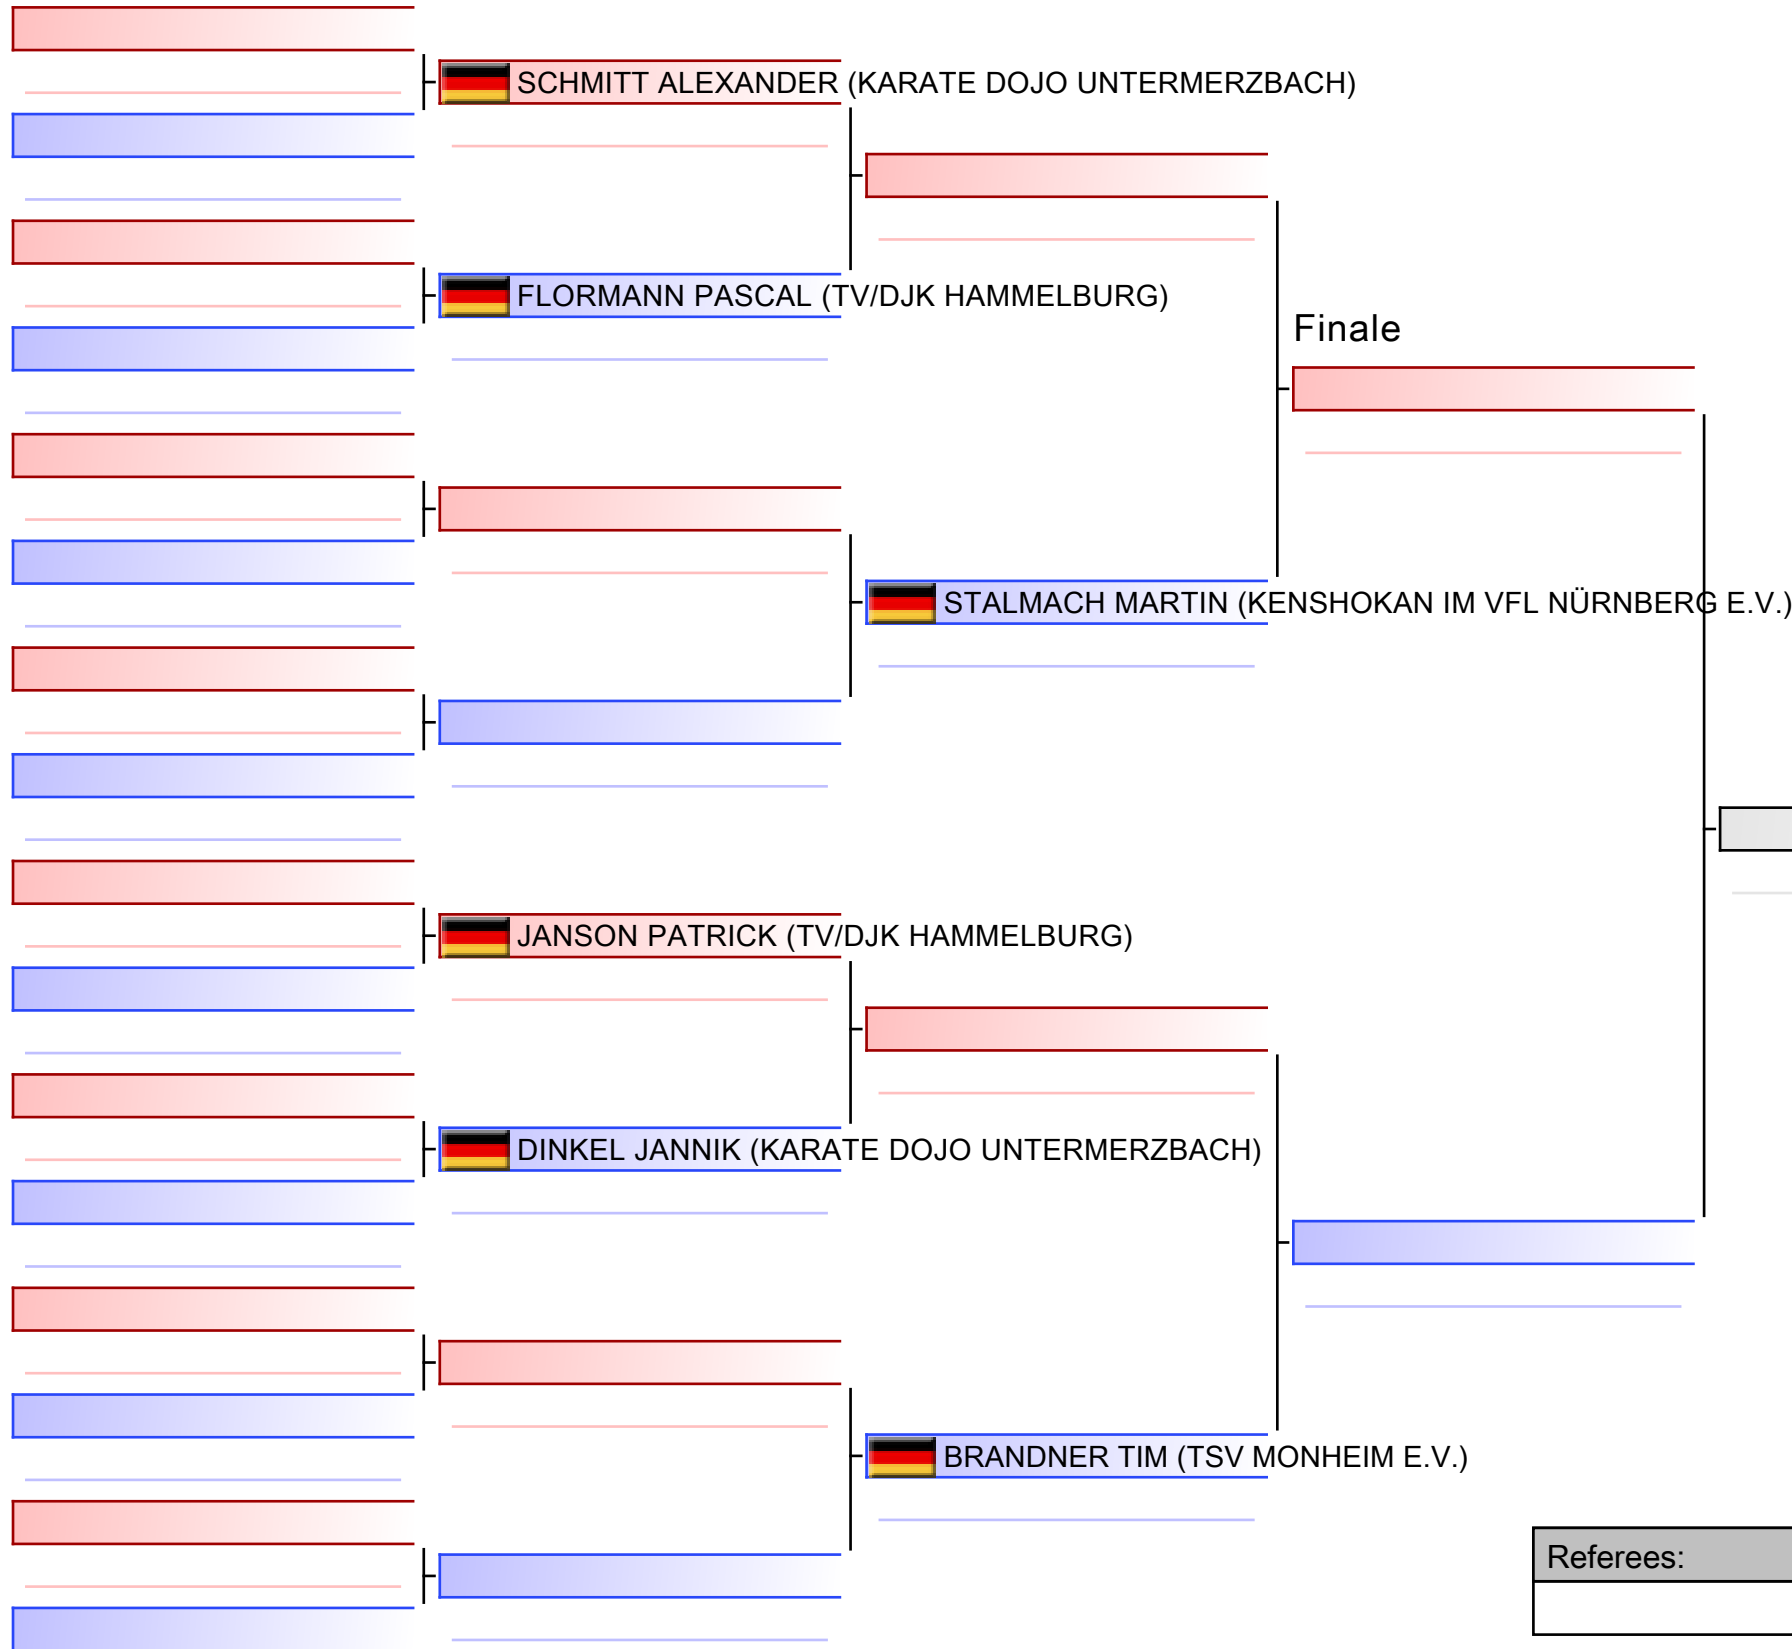 SCHMITT ALEXANDER (KARATE DOJO UNTERMERZBACH)
FLORMANN PASCAL (TV/DJK HAMMELBURG)
Finale
STALMACH MARTIN (KENSHOKAN IM VFL NÜRNBERG E.V.)
JANSON PATRICK (TV/DJK HAMMELBURG)
DINKEL JANNIK (KARATE DOJO UNTERMERZBACH)
BRANDNER TIM (TSV MONHEIM E.V.)
Referees: